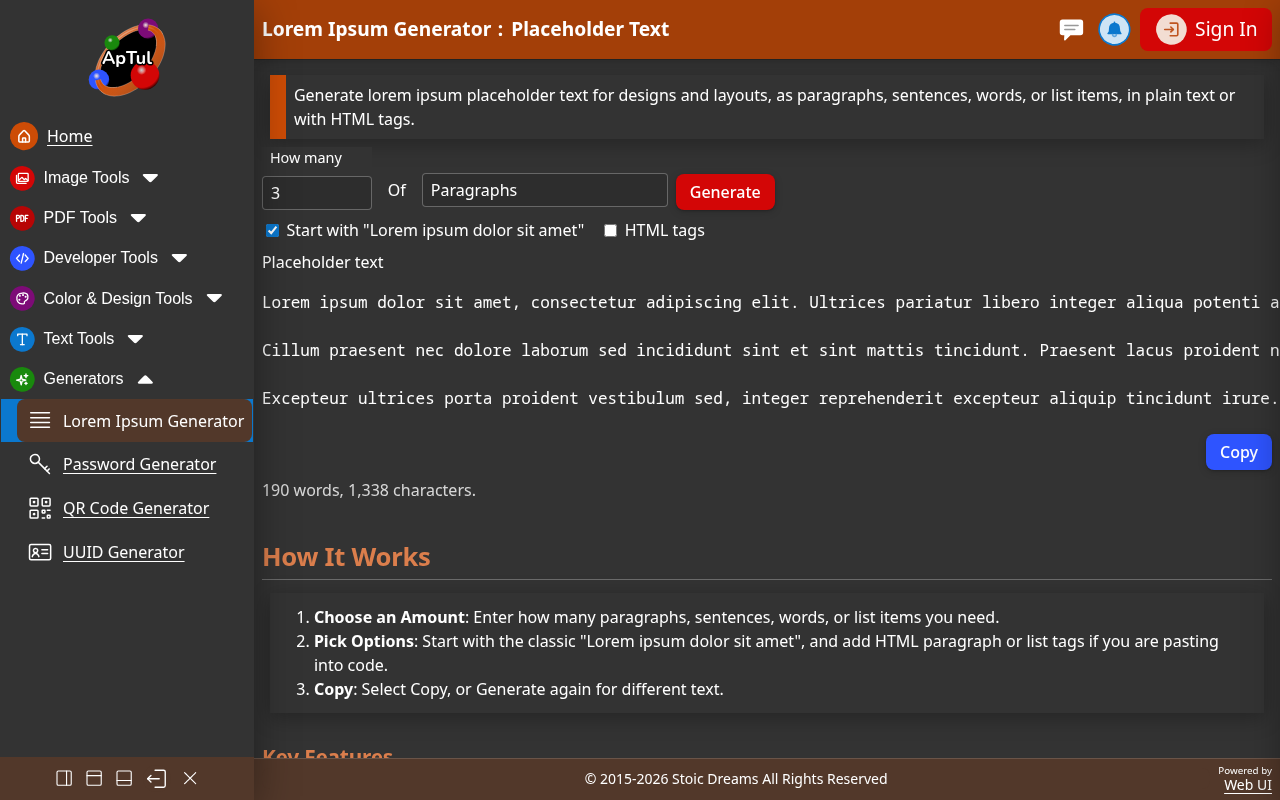 ApTul
Home
Image Tools
PDF Tools
Developer Tools
Color & Design Tools
Text Tools
Generators
Lorem Ipsum Generator
Password Generator
QR Code Generator
UUID Generator
Lorem Ipsum Generator : Placeholder Text
Sign In
Generate lorem ipsum placeholder text for designs and layouts, as paragraphs, sentences, words, or list items, in plain text or
with HTML tags.
How many
3 Of Paragraphs Generate
Start with "Lorem ipsum dolor sit amet" HTML tags
Placeholder text
Lorem ipsum dolor sit amet, consectetur adipiscing elit. Ultrices pariatur libero integer aliqua potenti a
Cillum praesent nec dolore laborum sed incididunt sint et sint mattis tincidunt. Praesent lacus proident n
Excepteur ultrices porta proident vestibulum sed, integer reprehenderit excepteur aliquip tincidunt irure.
Copy
190 words, 1,338 characters.
How It Works
1. Choose an Amount: Enter how many paragraphs, sentences, words, or list items you need.
2. Pick Options: Start with the classic "Lorem ipsum dolor sit amet", and add HTML paragraph or list tags if you are pasting
into code.
3. Copy: Select Copy, or Generate again for different text.
Key Features
© 2015-2026 Stoic Dreams All Rights Reserved
Powered by
Web UI